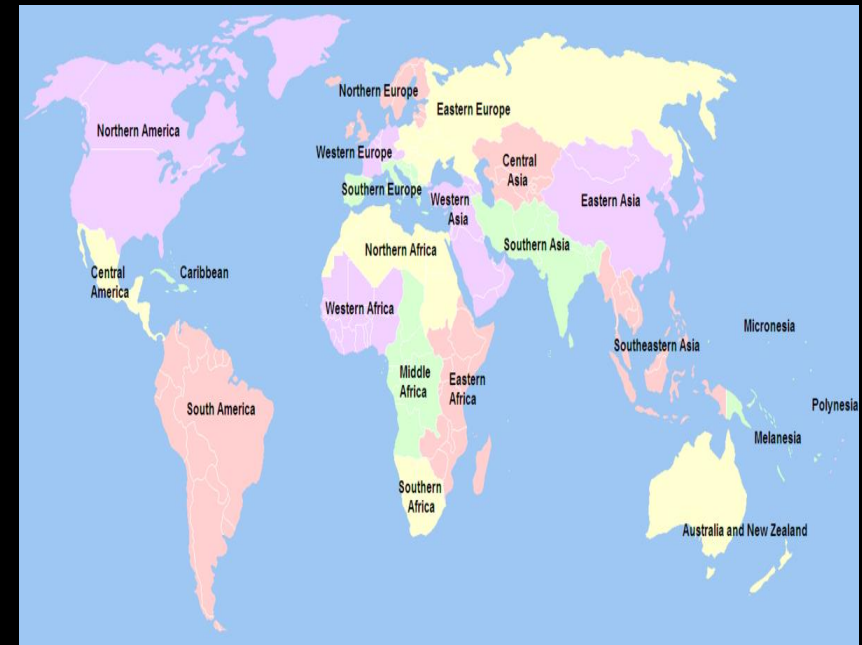 Northern Europe
Eastern Europe
Northern America
Western Europe
Central
Asia
Southern Europe
Western
Asia
Eastern Asia
Northern Africa
Southern Asia
Central
America
Caribbean
Western Africa
Micronesia
Southeastern Asia
Middle
Africa
Eastern
Africa
South America
Polynesia
Melanesia
Southern
Africa
Australia and New Zealand